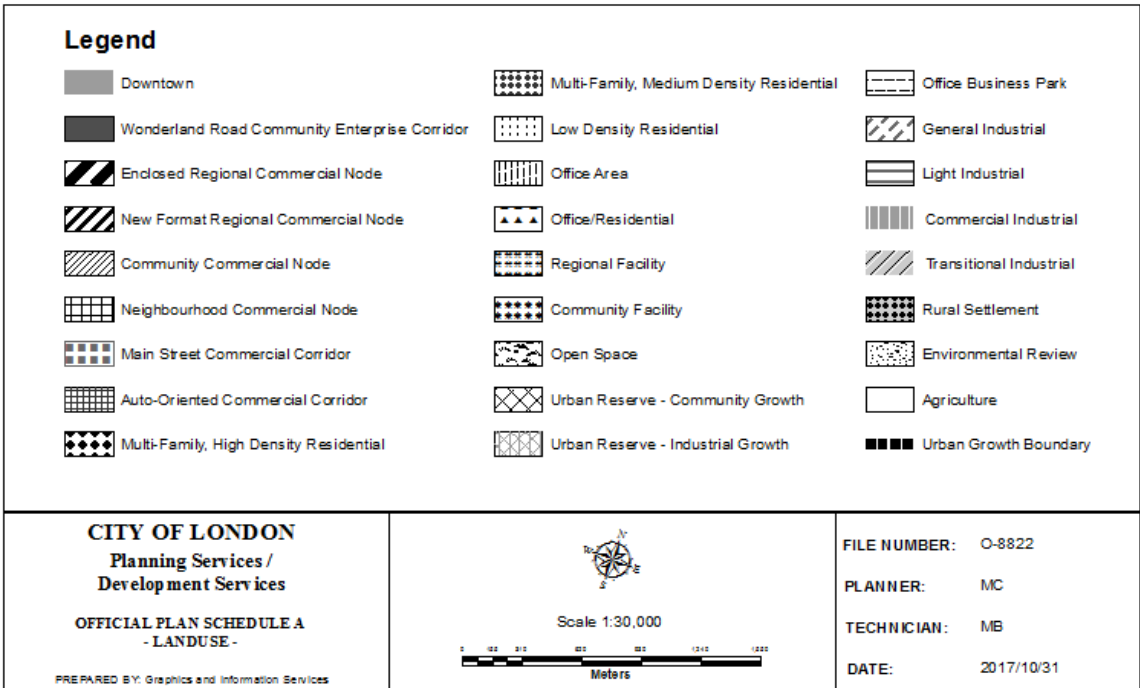 Legend
Downtown
Wonderland Road Community Enterprise Corridor
Enclosed Regional Commercial Node
New Format Regional Commercial Node
Community Commercial Node
Neighbourhood Commercial Node
Main Street Commercial Corridor
Auto-Oriented Commercial Corridor
Multi-Family, High Density Residential
Multi-Family, Medium Density Residential
Low Density Residential
Office Area
Office/Residential
Regional Facility
Community Facility
Open Space
Urban Reserve - Community Growth
Urban Reserve - Industrial Growth
Office Business Park
General Industrial
Light Industrial
Commercial Industrial
Transitional Industrial
Rural Settlement
Environmental Review
Agriculture
Urban Growth Boundary
CITY OF LONDON
Planning Services /
Development Services
OFFICIAL PLAN SCHEDULE A
- LANDUSE -
PREPARED BY: Graphics and Information Services
N
E
S
Scale 1:30,000
0
Meters
FILE NUMBER: O-8822
PLANNER: MC
TECHNICIAN: MB
DATE: 2017/10/31